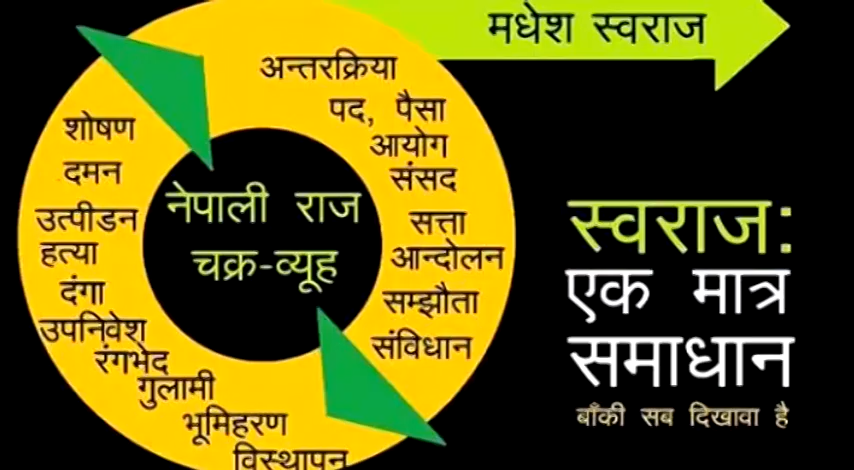 मधेश स्वराज
अन्तरक्रिया
पद, पैसा
आयोग
संसद
सत्ता
आन्दोलन
सम्झौता
संविधान
शोषण
दमन
उत्पीडन
हत्या
दंगा
उपनिवेश
रंगभेद
गुलामी
भूमिहरण
विस्थापन
नेपाली राज
चक्र-व्यूह
स्वराज:
एक मात्र
समाधान
बाँकी सब दिखावा है